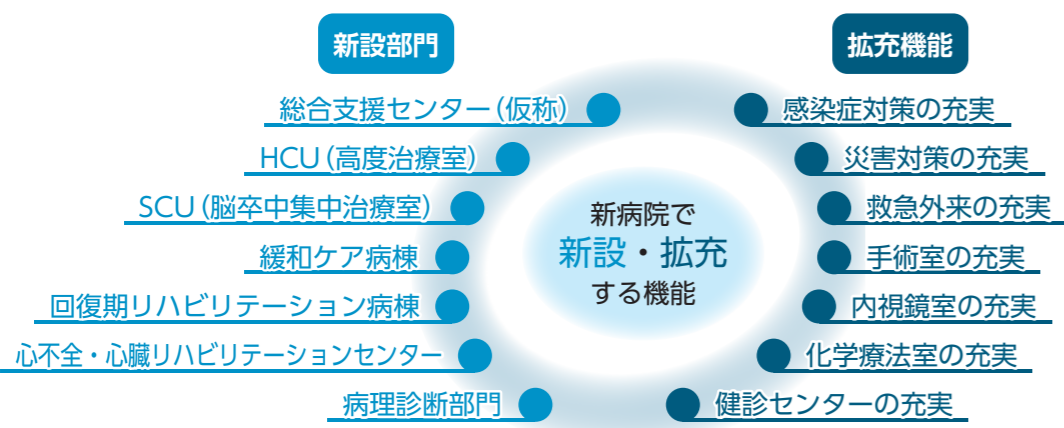 新設部門
総合支援センター(仮称)
HCU(高度治療室)
SCU(脳卒中集中治療室)
緩和ケア病棟
回復期リハビリテーション病棟
心不全・心臓リハビリテーションセンター
病理診断部門
新病院で
新設・拡充
する機能
拡充機能
感染症対策の充実
災害対策の充実
救急外来の充実
手術室の充実
内視鏡室の充実
化学療法室の充実
健診センターの充実